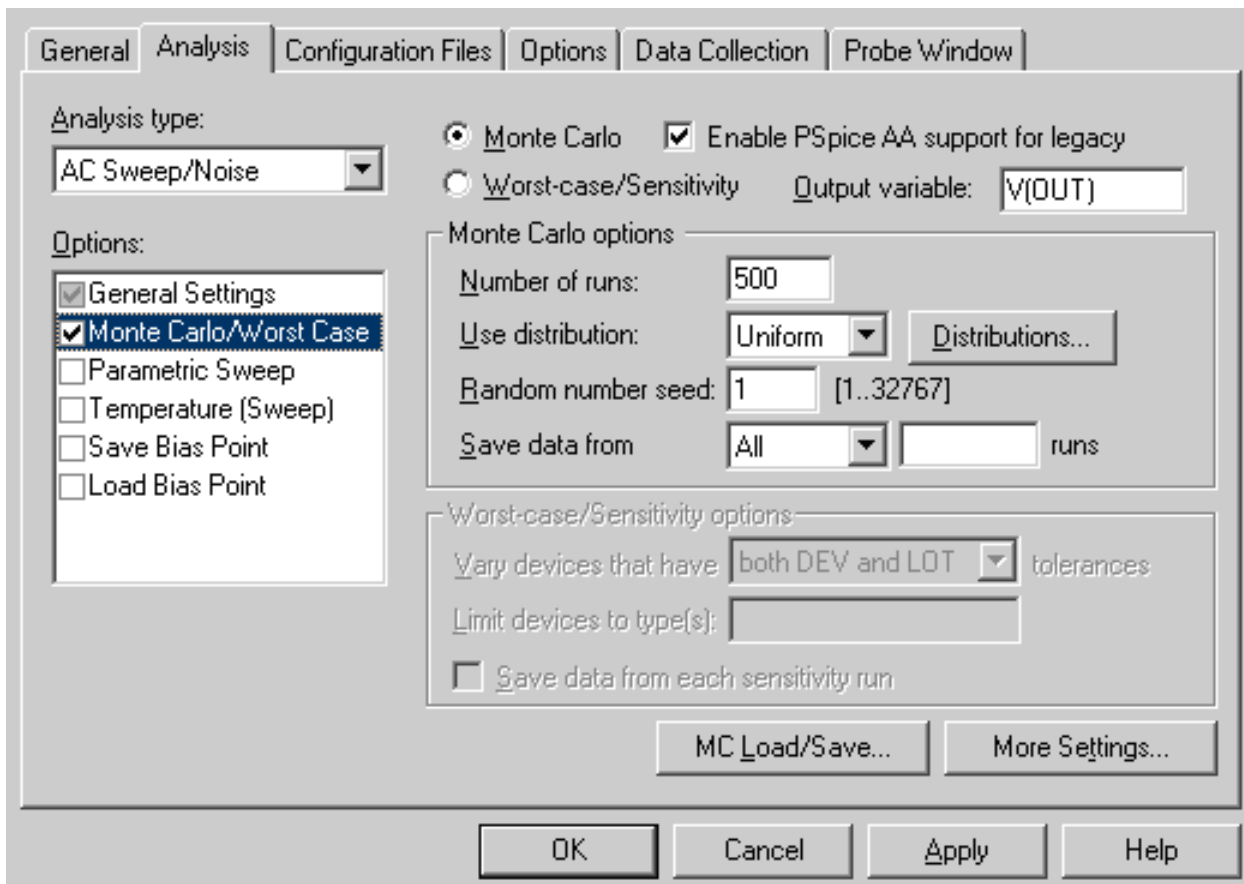 General Analysis Configuration Files Options Data Collection Probe Window
Analysis type:
AC Sweep/Noise
Options:
General Settings
Monte Carlo/Worst Case
Parametric Sweep
Temperature (Sweep)
Save Bias Point
Load Bias Point
Monte Carlo Enable PSpice AA support for legacy
Worst-case/Sensitivity Output variable: V(OUT)
Monte Carlo options
Number of runs: 500
Use distribution: Uniform Distributions...
Random number seed: 1 [1..32767]
Save data from All runs
Worst-case/Sensitivity options
Vary devices that have both DEV and LOT tolerances
Limit devices to type(s):
Save data from each sensitivity run
MC Load/Save... More Settings...
OK Cancel Apply Help